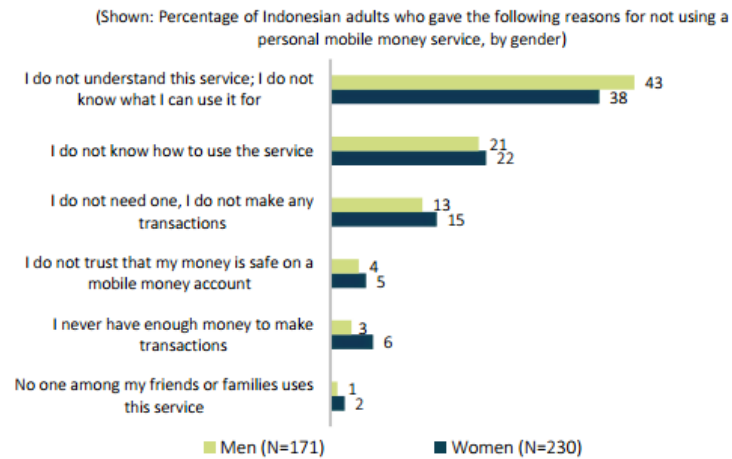 (Shown: Percentage of Indonesian adults who gave the following reasons for not using a
personal mobile money service, by gender)
I do not understand this service; I do not
know what I can use it for
43
38
I do not know how to use the service
21
22
I do not need one, I do not make any
transactions
13
15
I do not trust that my money is safe on a
mobile money account
4
5
I never have enough money to make
transactions
3
6
No one among my friends or families uses
this service
1
2
Men (N=171)
Women (N=230)